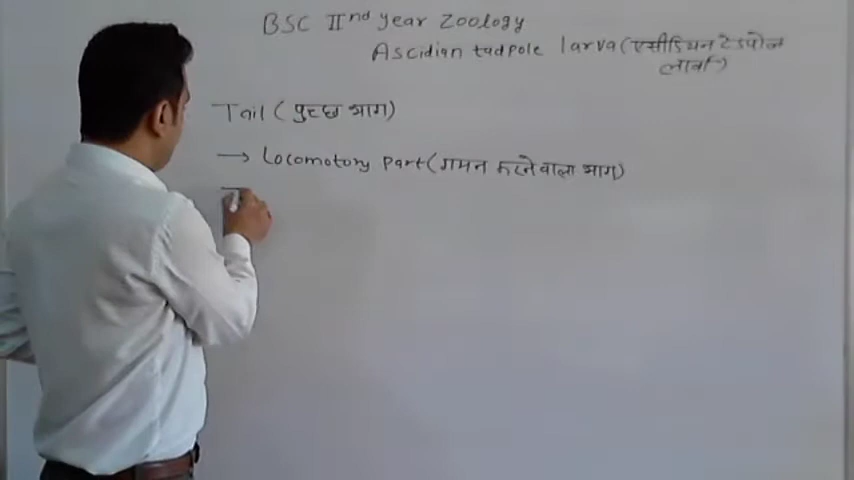 BSC IInd year Zoology
Ascidian tadpole larva (एसीडियन टेडपोल
लार्वा)
Tail (पुच्छ भाग)
→ Locomotory Part (गमन करने वाला भाग)